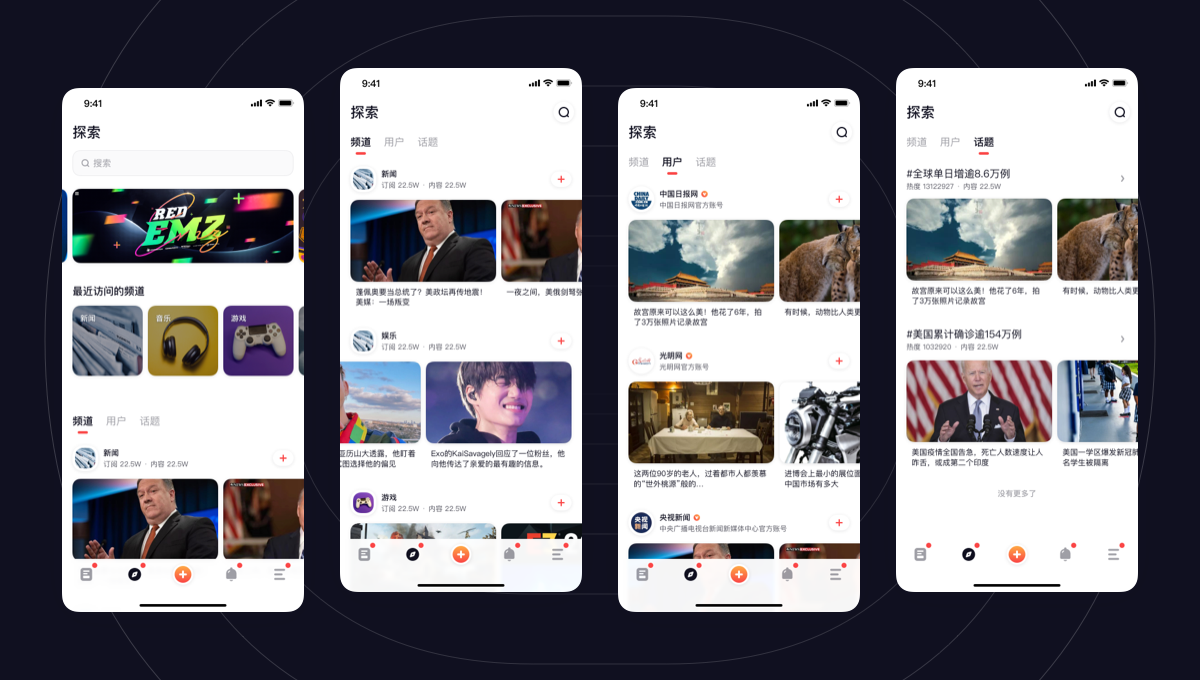 9:41
探索
搜索
RED
EMZ
最近访问的频道
新闻
音乐
游戏
频道 用户 话题
新闻
订阅 22.5W · 内容 22.5W
9:41
探索
频道 用户 话题
新闻
订阅 22.5W · 内容 22.5W
蓬佩奥要当总统了？美政坛再传地震！
美媒：一场叛变
一夜之间，美俄剑弩张
娱乐
订阅 22.5W · 内容 22.5W
亚历山大透露，他盯着
试图选择他的偏见
Exo的KaiSavagely回应了一位粉丝，他
向他传达了亲爱的最有趣的信息。
游戏
订阅 22.5W · 内容 22.5W
9:41
探索
频道 用户 话题
CHINA
DAILY
中国日报网
中国日报网官方账号
故宫原来可以这么美！他花了6年，拍
了3万张照片记录故宫
有时候，动物比人类更
光明网
光明网官方账号
这两位90岁的老人，过着都市人都羡慕
的“世外桃源”般的...
进博会上最小的展位面
中国市场有多大
央视
新闻
央视新闻
中央广播电视台新闻新媒体中心官方账号
9:41
探索
频道 用户 话题
#全球单日增逾8.6万例
热度 13122927 · 内容 22.5W
故宫原来可以这么美！他花了6年，拍
了3万张照片记录故宫
有时候，动物比人类更
#美国累计确诊逾154万例
热度 1032920 · 内容 22.5W
美国疫情全国告急，死亡人数速度让人
咋舌，或成第二个印度
美国一学区爆发新冠肺
名学生被隔离
没有更多了